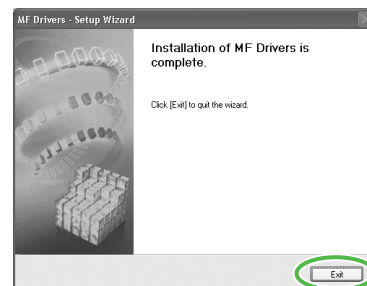 MF Drivers - Setup Wizard
Installation of MF Drivers is
complete.
Click [Exit] to quit the wizard.
Exit